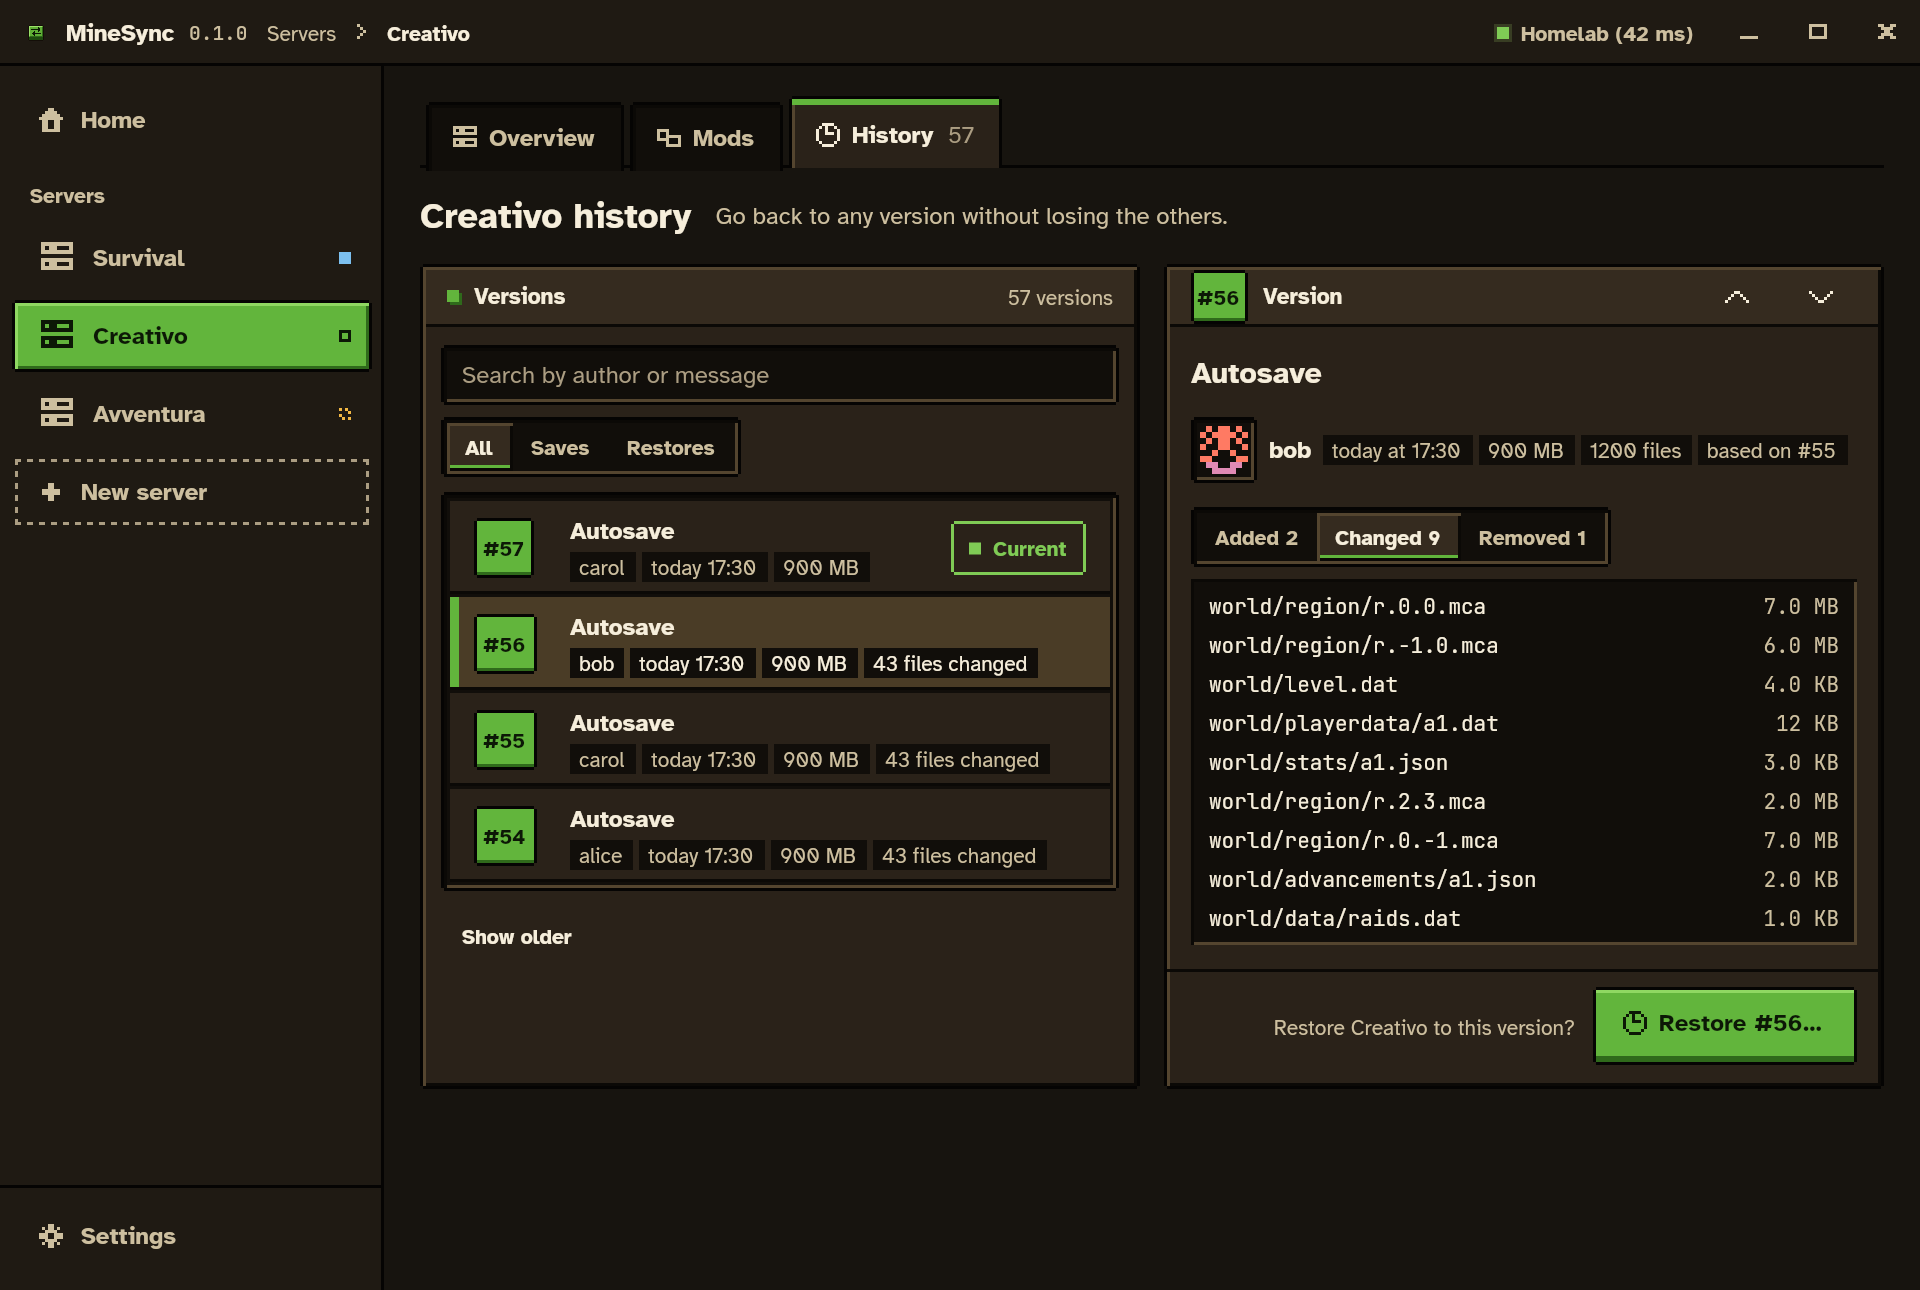 MineSync 0.1.0 Servers Creativo
Homelab (42 ms)
Home
Servers
Survival
Creativo
Avventura
New server
Settings
Overview
Mods
History 57
Creativo history Go back to any version without losing the others.
Versions 57 versions
Search by author or message
All Saves Restores
#57 Autosave
carol today 17:30 900 MB
Current
#56 Autosave
bob today 17:30 900 MB 43 files changed
#55 Autosave
carol today 17:30 900 MB 43 files changed
#54 Autosave
alice today 17:30 900 MB 43 files changed
Show older
#56 Version
Autosave
bob today at 17:30 900 MB 1200 files based on #55
Added 2 Changed 9 Removed 1
world/region/r.0.0.mca 7.0 MB
world/region/r.-1.0.mca 6.0 MB
world/level.dat 4.0 KB
world/playerdata/a1.dat 12 KB
world/stats/a1.json 3.0 KB
world/region/r.2.3.mca 2.0 MB
world/region/r.0.-1.mca 7.0 MB
world/advancements/a1.json 2.0 KB
world/data/raids.dat 1.0 KB
Restore Creativo to this version?
Restore #56...